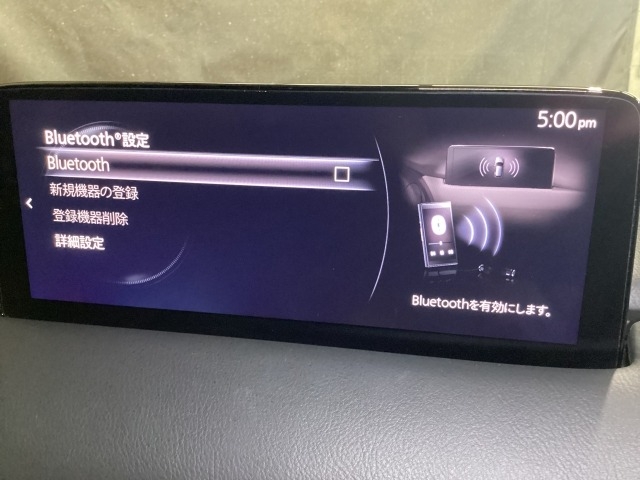 5:00 pm
Bluetooth®設定
Bluetooth
新規機器の登録
登録機器削除
詳細設定
Bluetoothを有効にします。